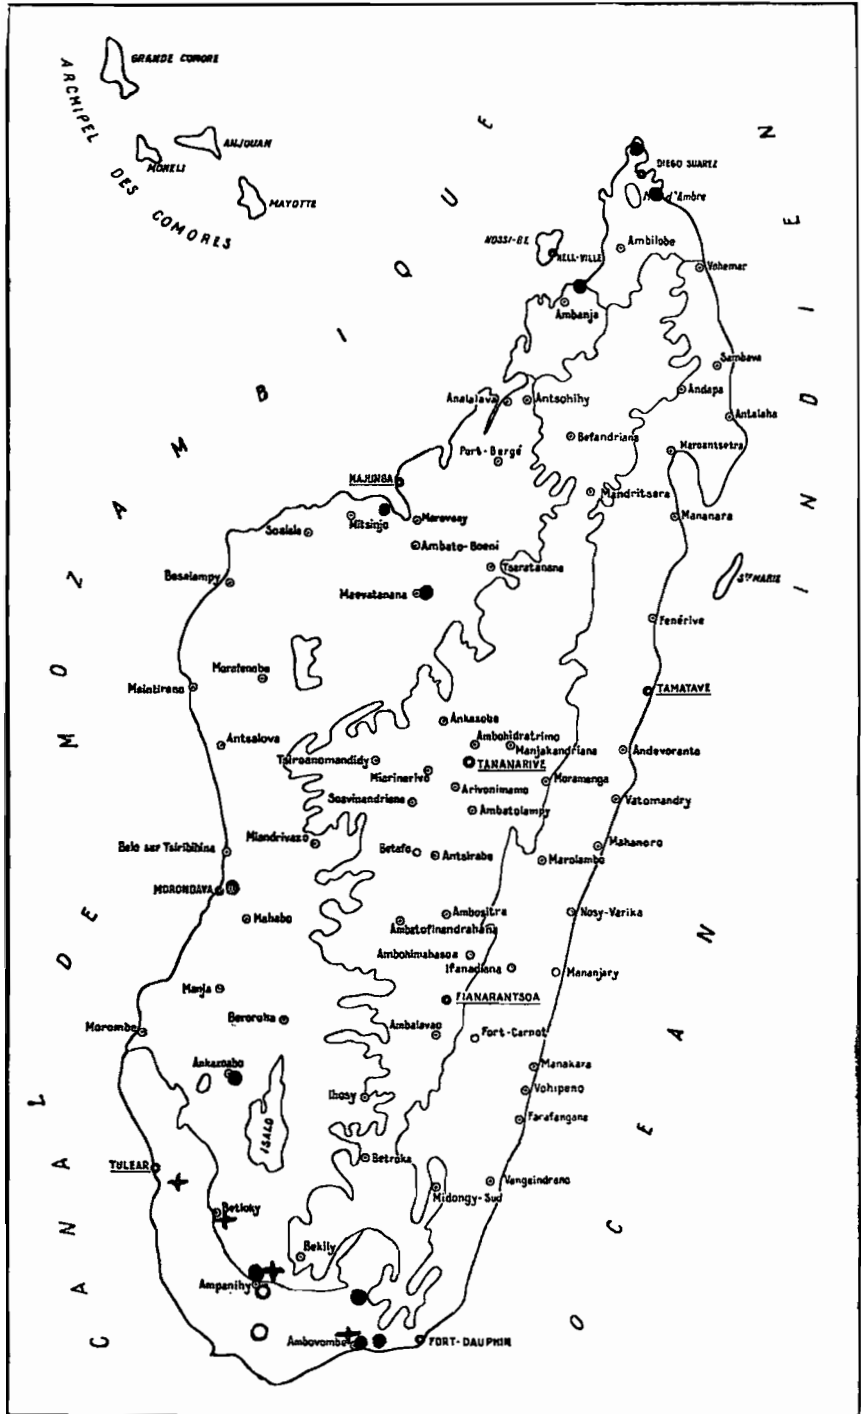 GRANDE COMORE
ARCHIPEL DES COMORES
ANJOUAN
MOHELI
MAYOTTE
CANAL DE MOZAMBIQUE
OCEAN INDIEN
DIEGO SUAREZ
d'Ambre
NOSSI-BE
HELL-VILLE
Ambilobe
Vohemar
Ambanja
Sambava
Andapa
Analalava
Antsohihy
Antalaha
Befandriana
Maroantsetra
Port-Bergé
MAJUNGA
Mandritsara
Mitsinjo
Marovoay
Mananara
Soalala
Ambato-Boeni
Tsaratanana
Ste MARIE
Besalampy
Maevatanana
Fenérive
Morafenobe
Maintirano
TAMATAVE
Ankazobe
Ambohidratrimo
Antsalova
Manjakandriana
Andevoranto
Tsiroanomandidy
TANANARIVE
Miarinarivo
Moramanga
Arivonimamo
Soavinandriana
Vatomandry
Ambatolampy
Miandrivazo
Mahanoro
Belo sur Tsiribihina
Betafo
Antsirabe
Marolambo
MORONDAVA
Mahabo
Ambositra
Nosy-Varika
Ambatofinandrahana
Ambohimahasoa
Ifanadiana
Mananjary
Manja
FIANARANTSOA
Beroroha
Morombe
Ambalavao
Fort-Carnot
Ankazoabo
Manakara
Ihosy
Vohipeno
Farafangana
ISALO
TULEAR
Betroka
Vangaindrano
Midongy-Sud
Betioky
Bekily
Ampanihy
Ambovombe
FORT-DAUPHIN